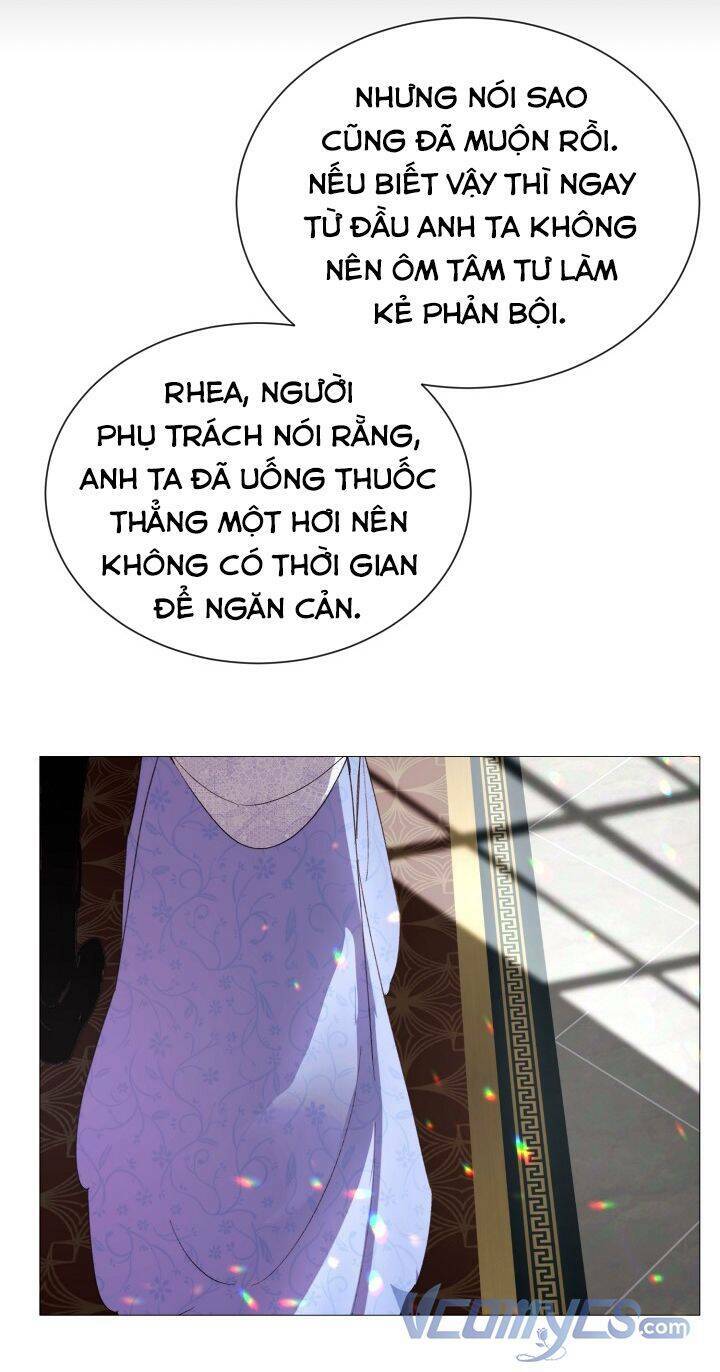 NHƯNG NÓI SAO
CŨNG ĐÃ MUỘN RỒI.
NẾU BIẾT VẬY THÌ NGAY
TỪ ĐẦU ANH TA KHÔNG
NÊN ÔM TÂM TƯ LÀM
KẺ PHẢN BỘI.
RHEA, NGƯỜI
PHỤ TRÁCH NÓI RẰNG,
ANH TA ĐÃ UỐNG THUỐC
THẲNG MỘT HƠI NÊN
KHÔNG CÓ THỜI GIAN
ĐỂ NGĂN CẢN.
VCOMYCS.com